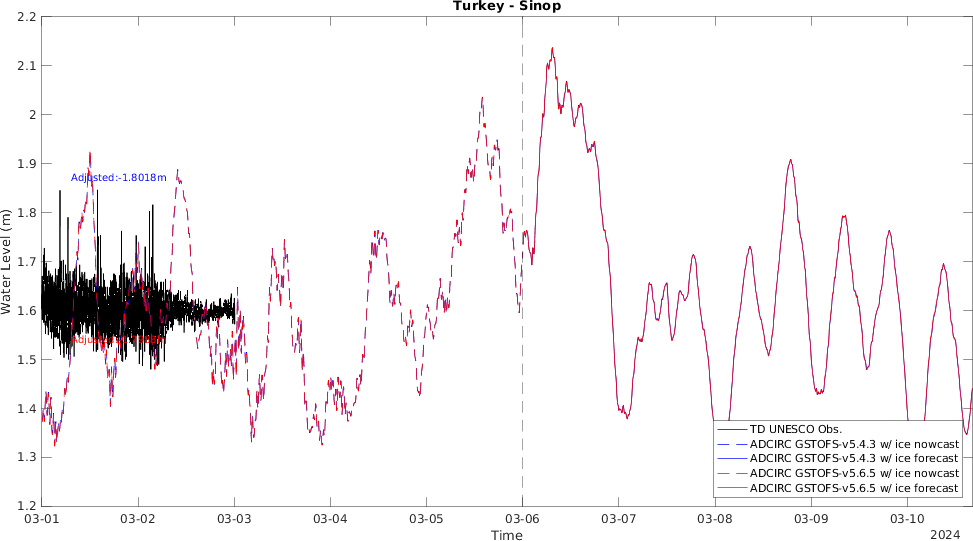 Turkey - Sinop
2.2
2.1
2
1.9
1.8
1.7
1.6
1.5
1.4
1.3
1.2
Water Level (m)
Adjusted:-1.8018m
03-01
03-02
03-03
03-04
03-05
03-06
03-07
03-08
03-09
03-10
Time
2024
TD UNESCO Obs.
ADCIRC GSTOFS-v5.4.3 w/ ice nowcast
ADCIRC GSTOFS-v5.4.3 w/ ice forecast
ADCIRC GSTOFS-v5.6.5 w/ ice nowcast
ADCIRC GSTOFS-v5.6.5 w/ ice forecast